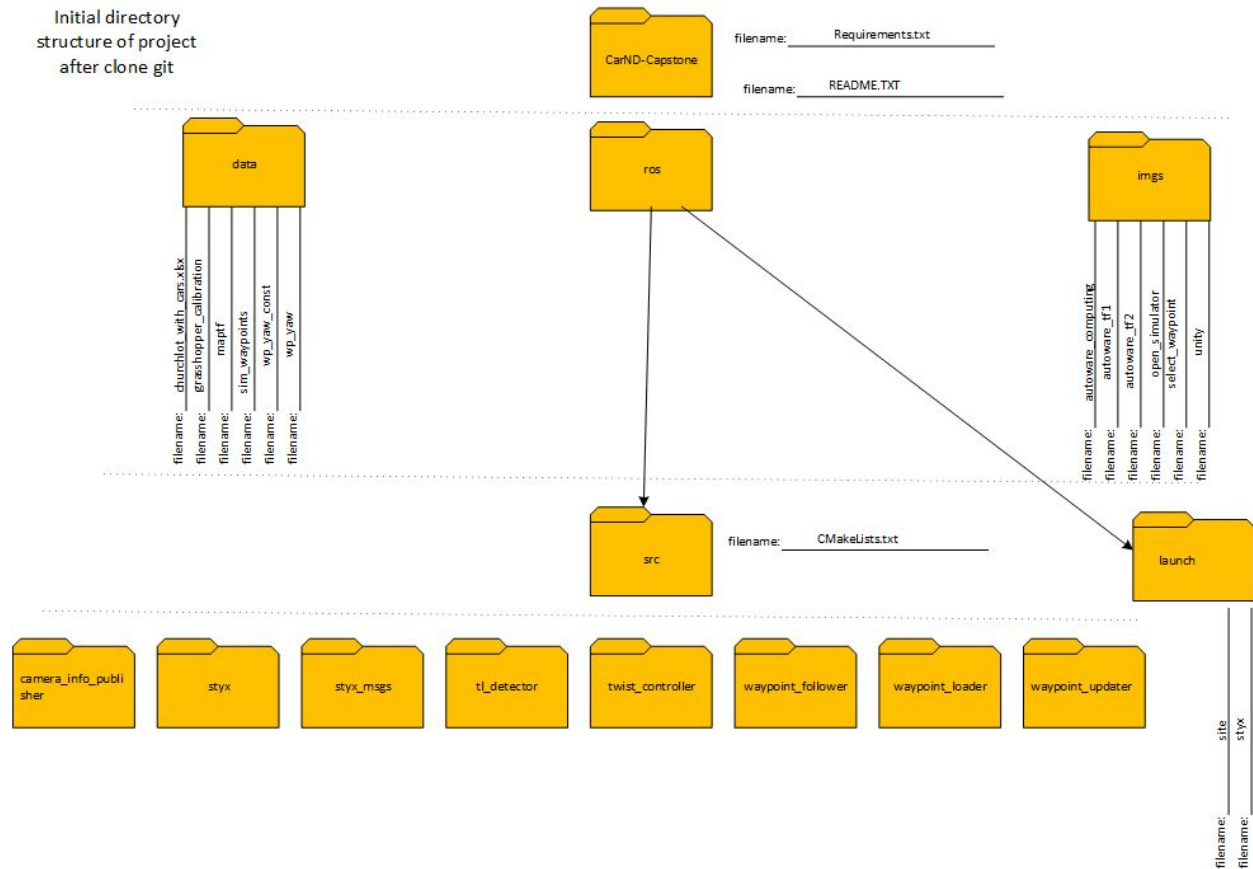 Initial directory
structure of project
after clone git
CarND-Capstone
filename: Requirements.txt
filename: README.TXT
data
ros
imgs
filename: churchlot_with_cars.xlsx
filename: grasshopper_calibration
filename: maptf
filename: sim_waypoints
filename: wp_yaw_const
filename: wp_yaw
filename: autoware_computing
filename: autoware_tf1
filename: autoware_tf2
filename: open_simulator
filename: select_waypoint
filename: unity
src
filename: CMakeLists.txt
launch
camera_info_publi
sher
styx
styx_msgs
tl_detector
twist_controller
waypoint_follower
waypoint_loader
waypoint_updater
filename: site
filename: styx